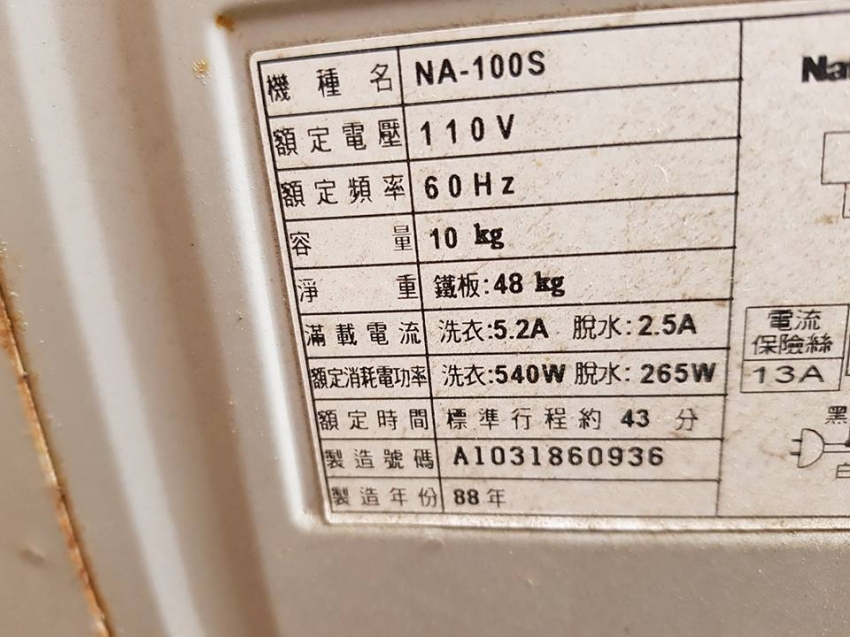 機種名 NA-100S
額定電壓 110V
額定頻率 60Hz
容量 10 kg
淨重 鐵板:48 kg
滿載電流 洗衣:5.2A 脫水:2.5A
額定消耗電功率 洗衣:540W 脫水:265W
額定時間 標準行程約 43 分
製造號碼 A1031860936
製造年份 88年
Na
電流
保險絲
13A
黑
白